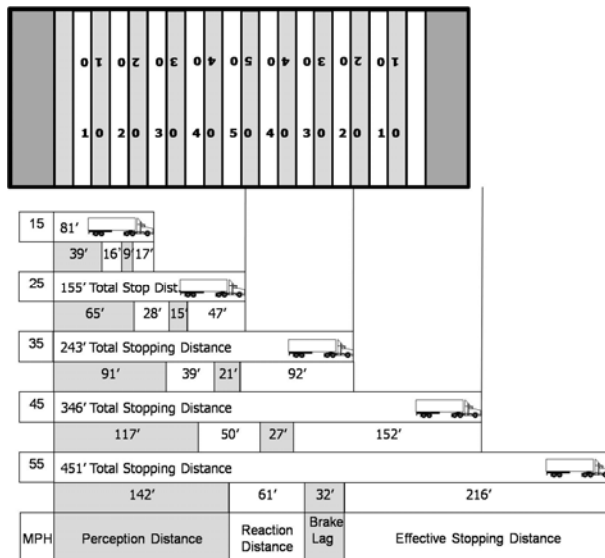 0 1 0 2 0 3 0 4 0 5 0 4 0 3 0 2 0 1
1 0 2 0 3 0 4 0 5 0 4 0 3 0 2 0 1 0
15 81′
39′ 16′ 9′ 17′
25 155′ Total Stop Dist.
65′ 28′ 15′ 47′
35 243′ Total Stopping Distance
91′ 39′ 21′ 92′
45 346′ Total Stopping Distance
117′ 50′ 27′ 152′
55 451′ Total Stopping Distance
142′ 61′ 32′ 216′
MPH Perception Distance Reaction Distance Brake Lag Effective Stopping Distance